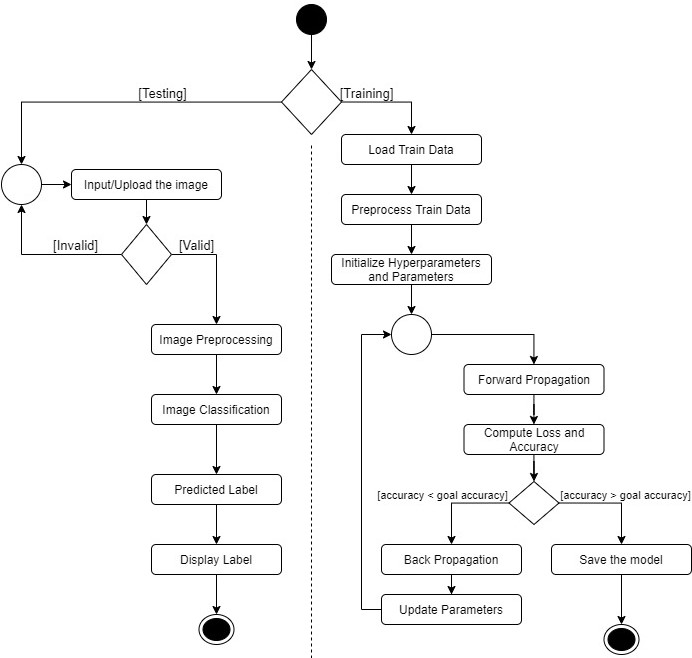 [Testing]
[Training]
Load Train Data
Input/Upload the image
Preprocess Train Data
[Invalid]
[Valid]
Initialize Hyperparameters
and Parameters
Image Preprocessing
Forward Propagation
Image Classification
Compute Loss and
Accuracy
Predicted Label
[accuracy < goal accuracy]
[accuracy > goal accuracy]
Display Label
Back Propagation
Save the model
Update Parameters